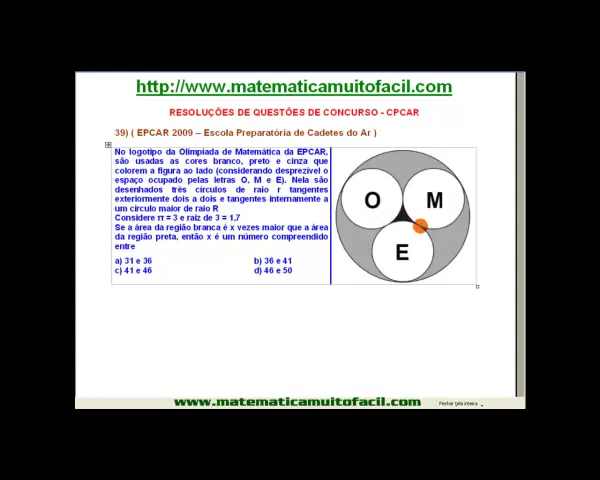 http://www.matematicamuitofacil.com
RESOLUÇÕES DE QUESTÕES DE CONCURSO - CPCAR
39) ( EPCAR 2009 – Escola Preparatória de Cadetes do Ar )
No logotipo da Olimpíada de Matemática da EPCAR,
são usadas as cores branco, preto e cinza que
colorem a figura ao lado (considerando desprezível o
espaço ocupado pelas letras O, M e E). Nela são
desenhados três círculos de raio r tangentes
exteriormente dois a dois e tangentes internamente a
um círculo maior de raio R
Considere π = 3 e raiz de 3 = 1,7
Se a área da região branca é x vezes maior que a área
da região preta, então x é um número compreendido
entre
a) 31 e 36 b) 36 e 41
c) 41 e 46 d) 46 e 50
O M
E
www.matematicamuitofacil.com
Fechar tela inteira